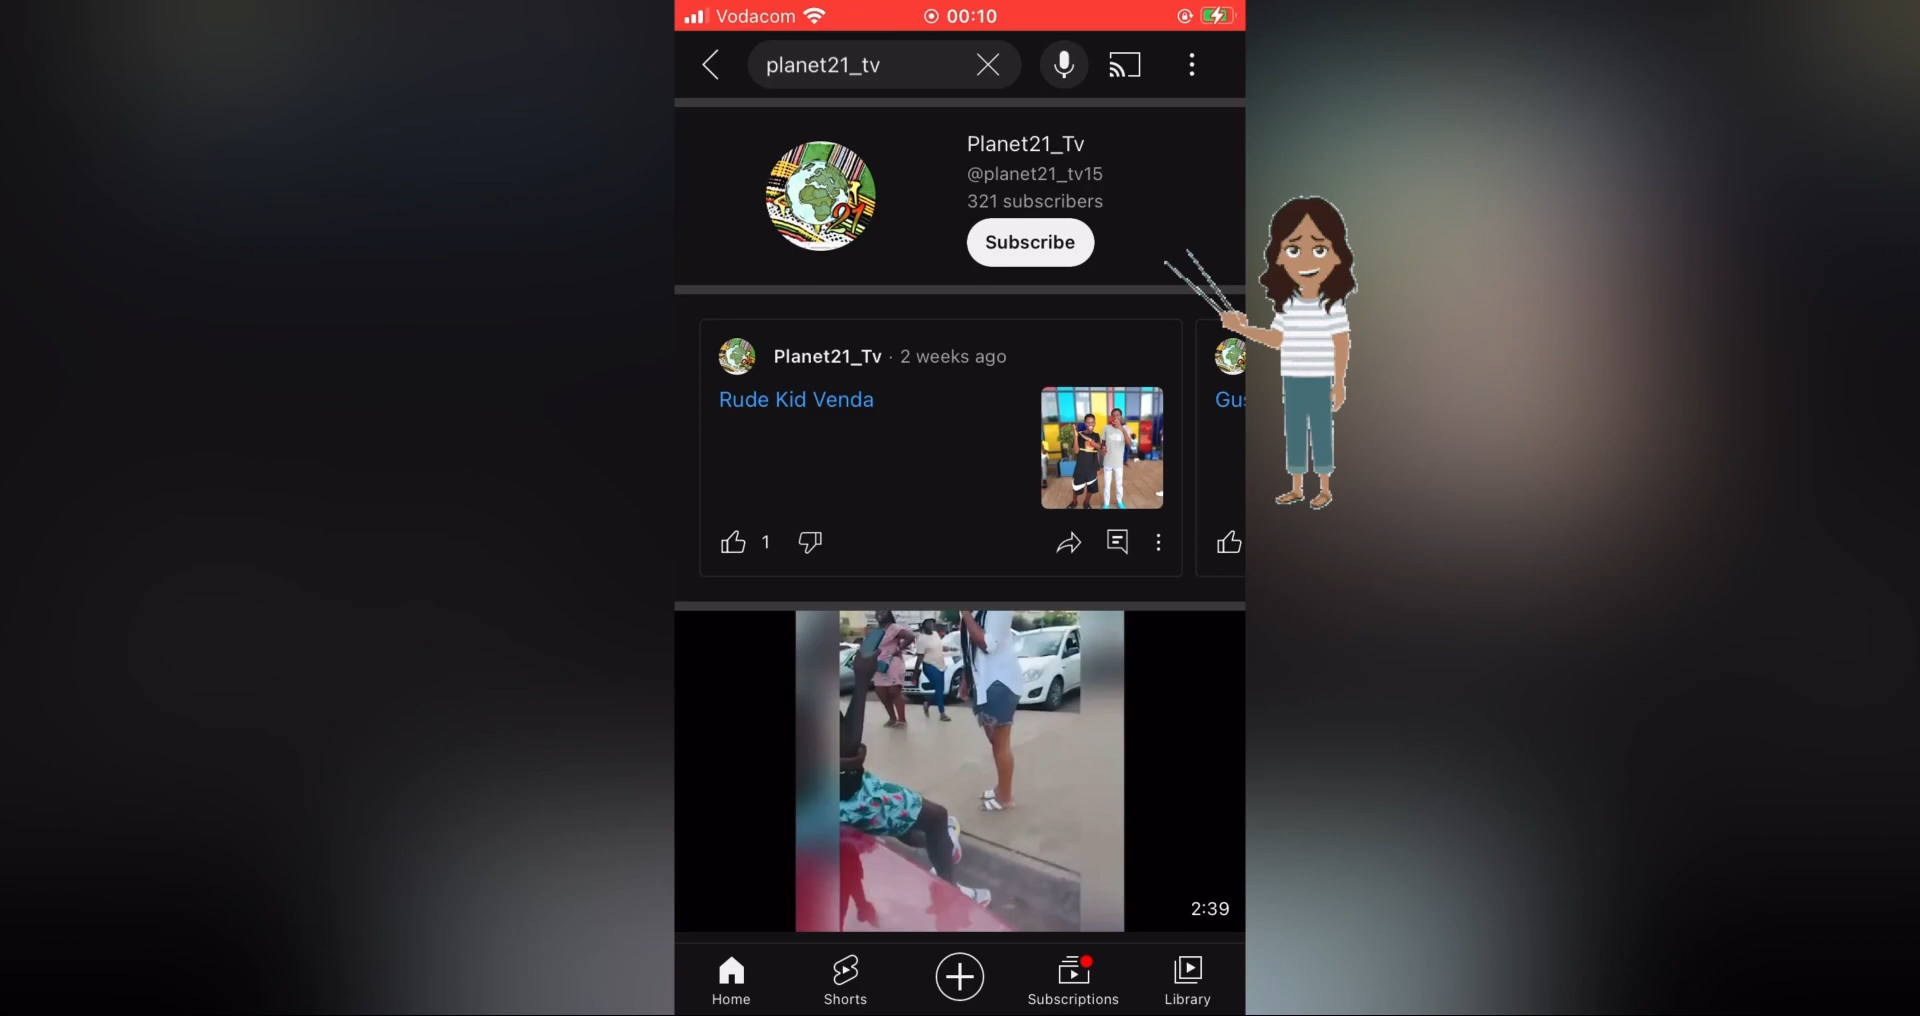 Vodacom 00:10
planet21_tv
21
Planet21_Tv
@planet21_tv15
321 subscribers
Subscribe
Planet21_Tv · 2 weeks ago
Rude Kid Venda
1
2:39
Home Shorts Subscriptions Library